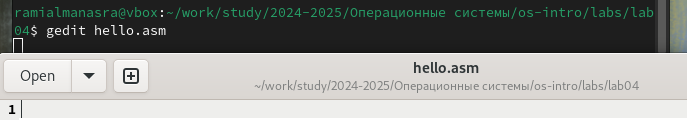 ramialmanasra@vbox:~/work/study/2024-2025/Операционные системы/os-intro/labs/lab
04$ gedit hello.asm
Open
hello.asm
~/work/study/2024-2025/Операционные системы/os-intro/labs/lab04
1